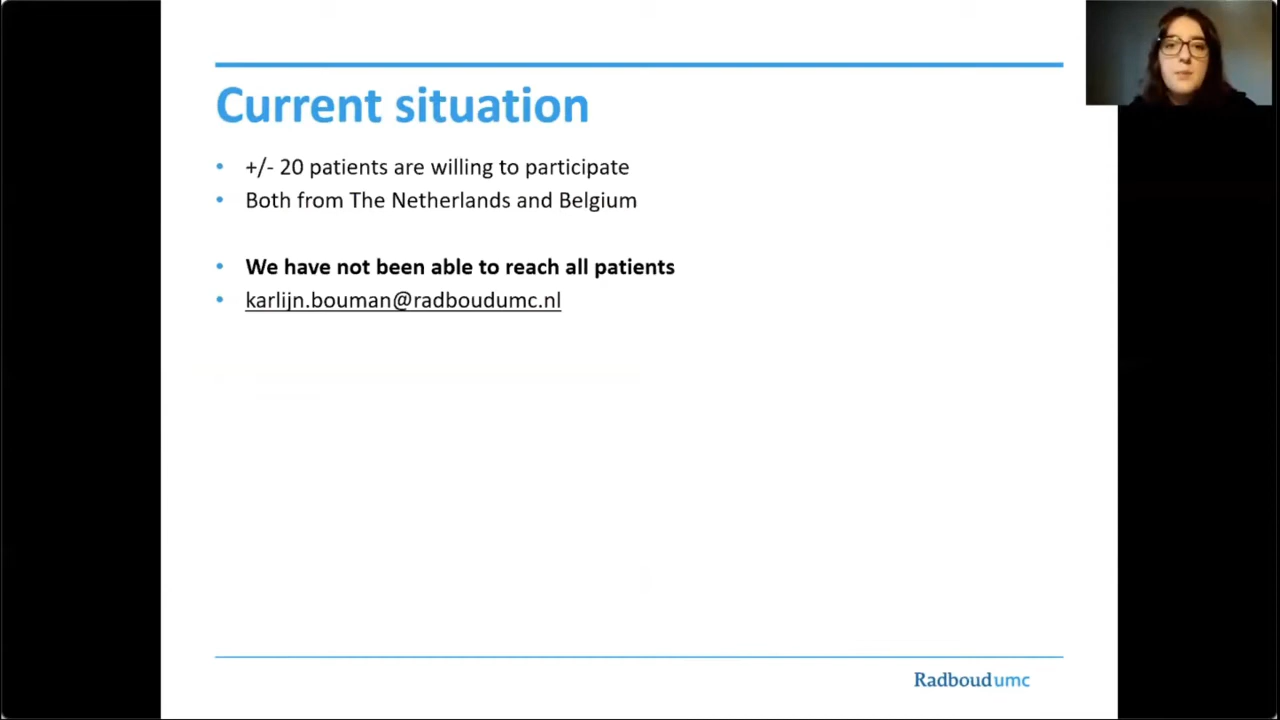 Current situation
• +/- 20 patients are willing to participate
• Both from The Netherlands and Belgium
• We have not been able to reach all patients
• karlijn.bouman@radboudumc.nl
Radboudumc